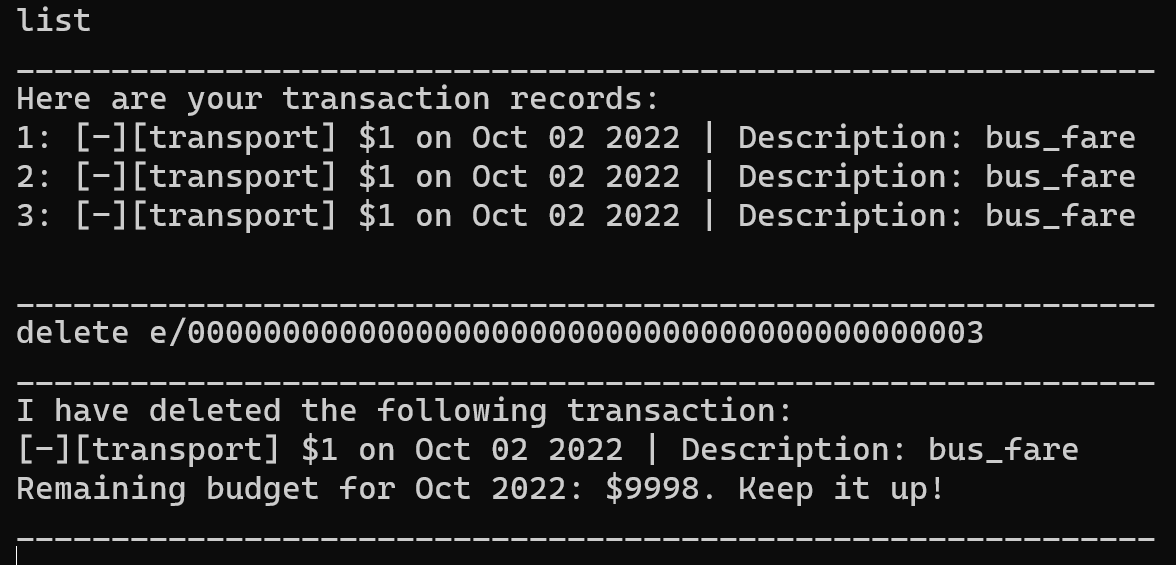 list
____________________________________________________________
Here are your transaction records:
1: [-][transport] $1 on Oct 02 2022 | Description: bus_fare
2: [-][transport] $1 on Oct 02 2022 | Description: bus_fare
3: [-][transport] $1 on Oct 02 2022 | Description: bus_fare
____________________________________________________________
delete e/000000000000000000000000000000000000000003
____________________________________________________________
I have deleted the following transaction:
[-][transport] $1 on Oct 02 2022 | Description: bus_fare
Remaining budget for Oct 2022: $9998. Keep it up!
____________________________________________________________